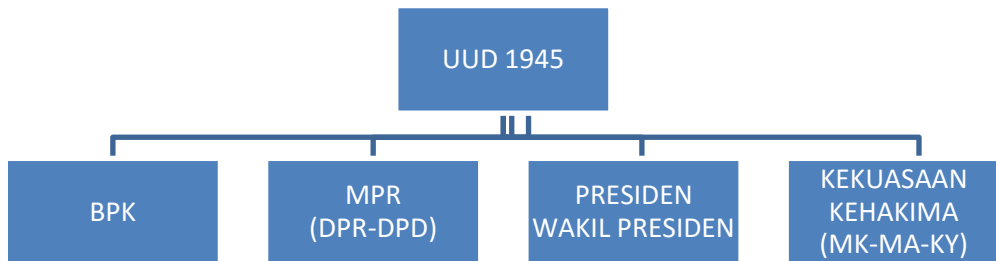 UUD 1945
BPK
MPR
(DPR-DPD)
PRESIDEN
WAKIL PRESIDEN
KEKUASAAN
KEHAKIMA
(MK-MA-KY)